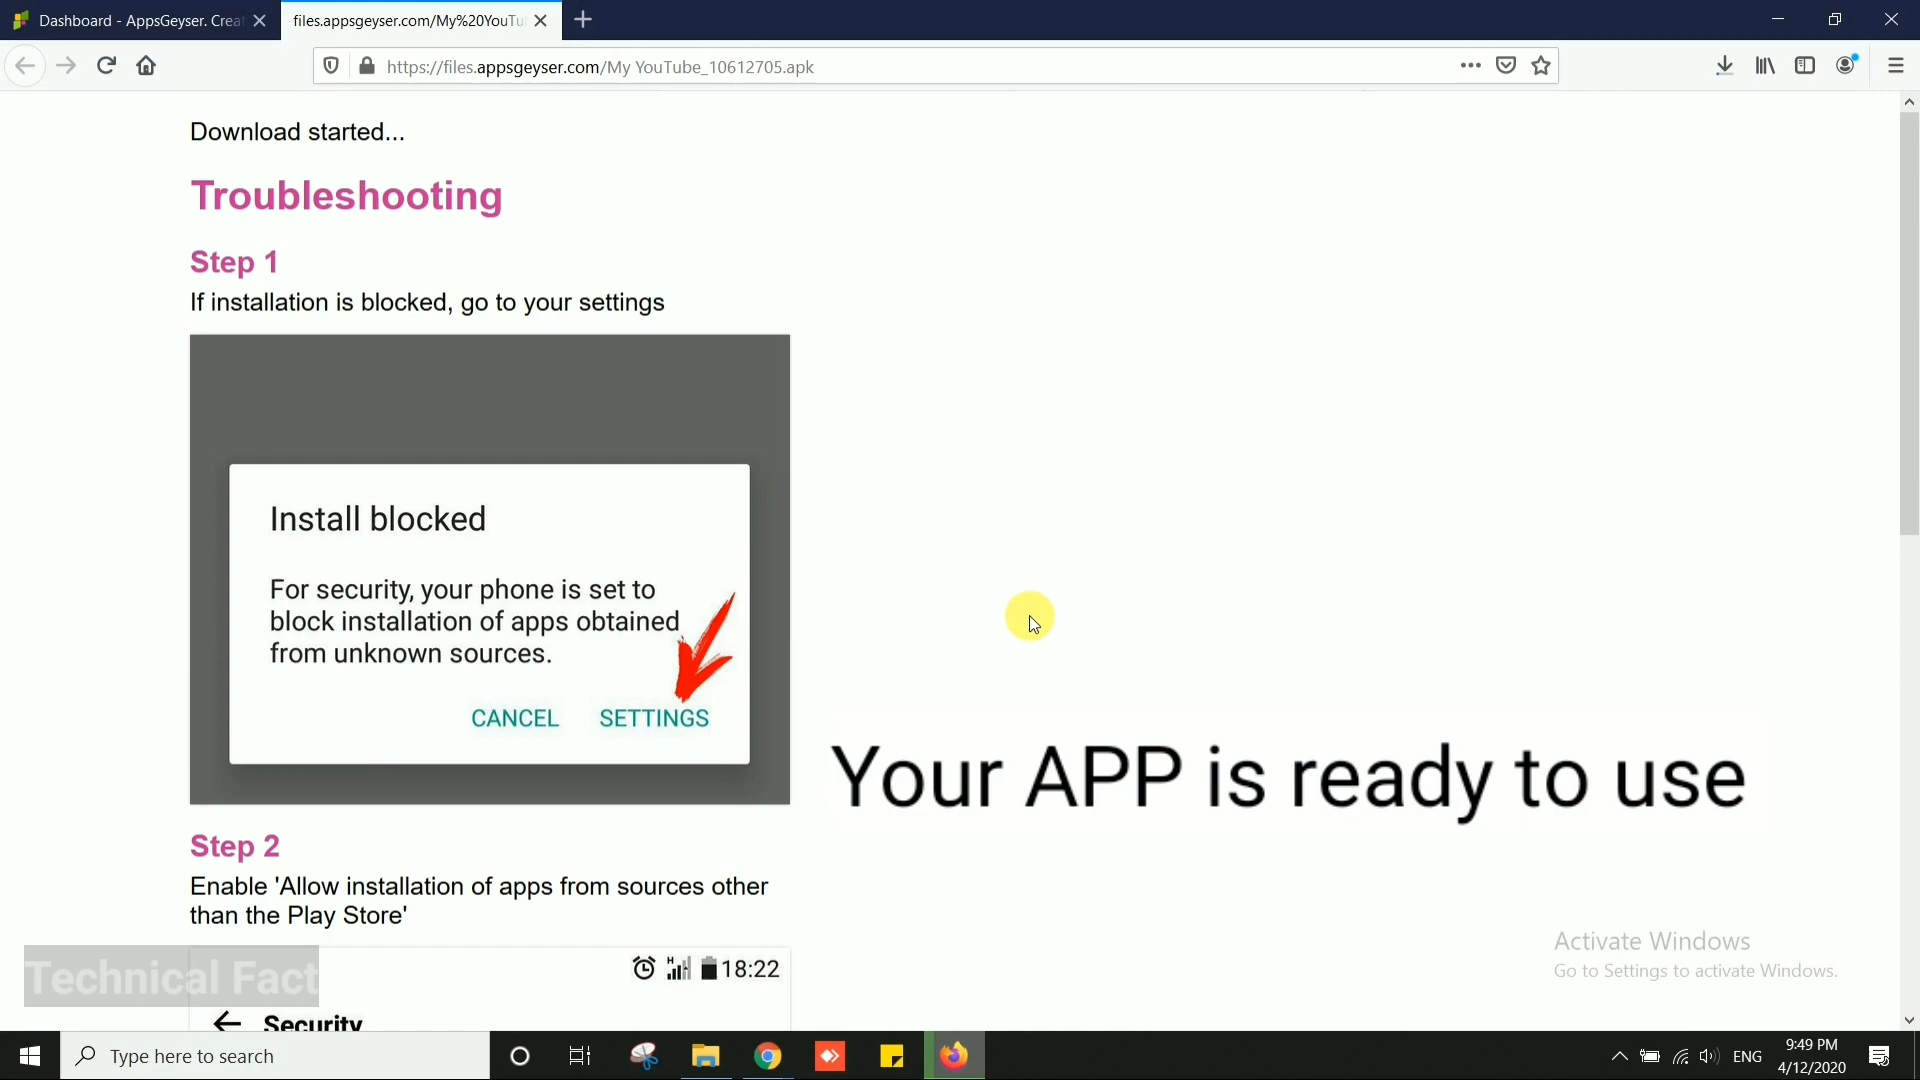 Dashboard - AppsGeyser. Crea
files.appsgeyser.com/My%20YouTu
https://files.appsgeyser.com/My YouTube_10612705.apk
Download started...
Troubleshooting
Step 1
If installation is blocked, go to your settings
Install blocked
For security, your phone is set to
block installation of apps obtained
from unknown sources.
CANCEL SETTINGS
Your APP is ready to use
Step 2
Enable 'Allow installation of apps from sources other
than the Play Store'
Activate Windows
Go to Settings to activate Windows.
Technical Fact
H 18:22
Security
Type here to search
ENG
9:49 PM
4/12/2020